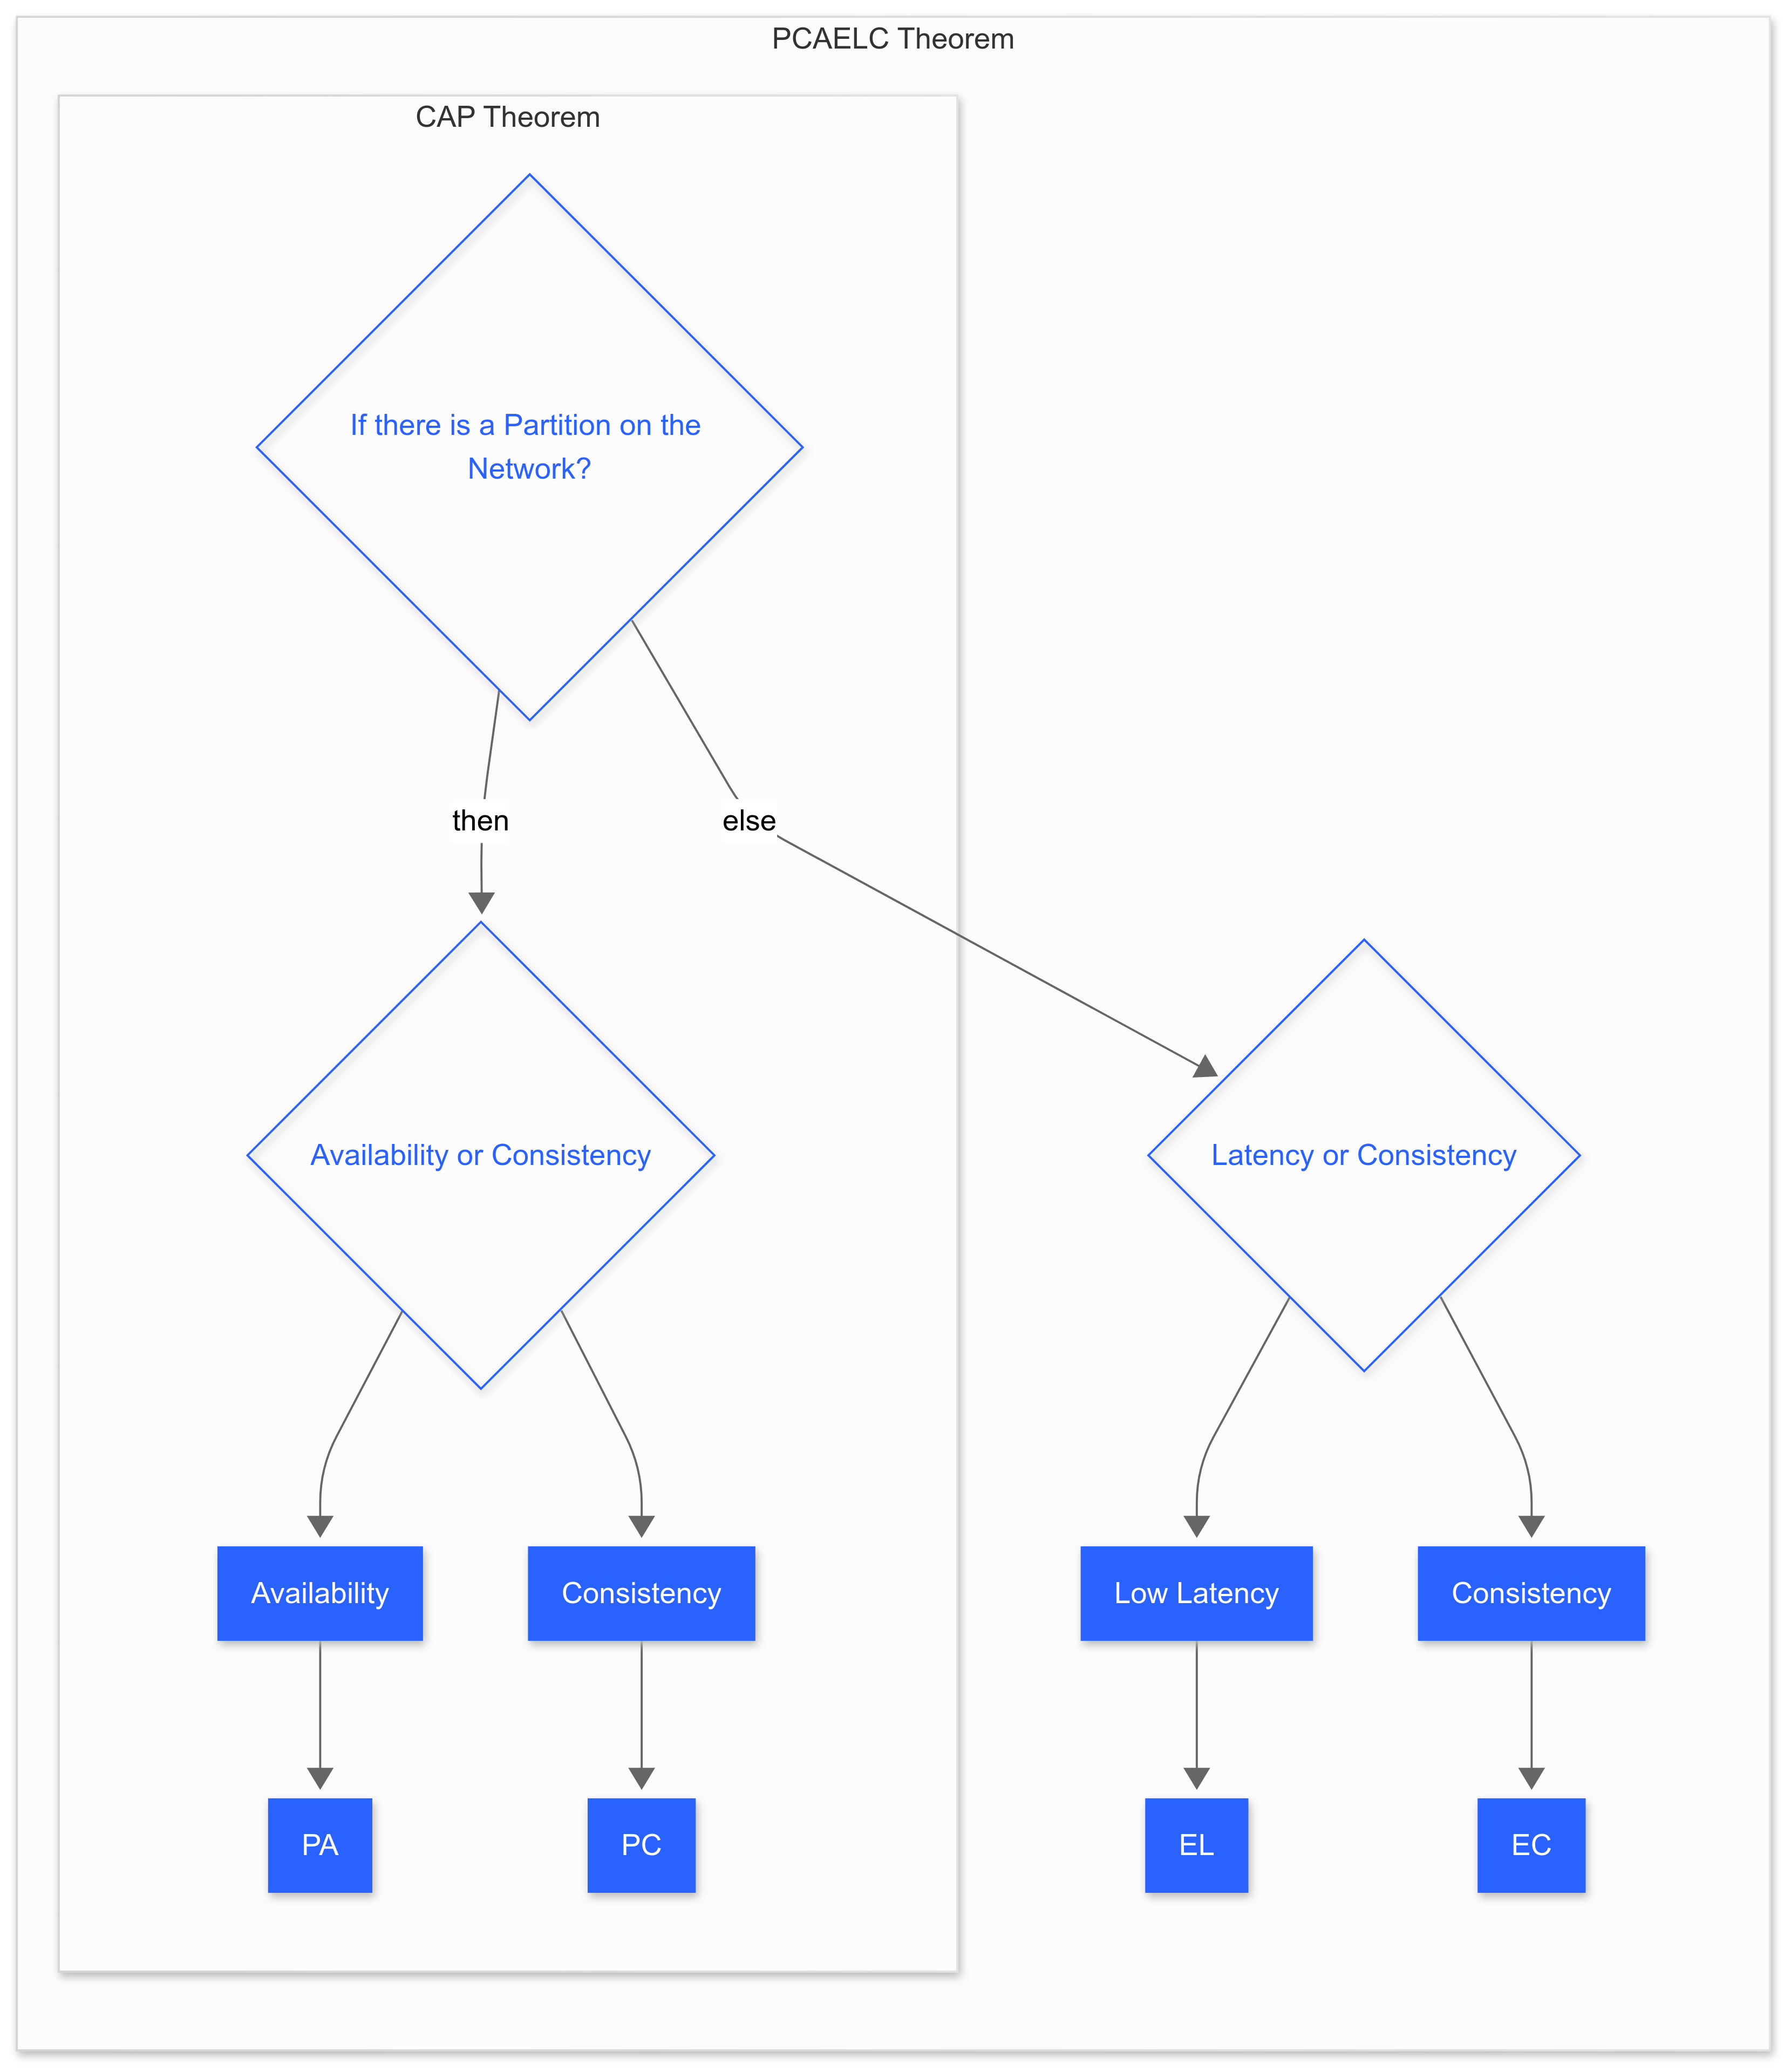 PCAELC Theorem
CAP Theorem
If there is a Partition on the
Network?
then
else
Availability or Consistency
Latency or Consistency
Availability
Consistency
Low Latency
Consistency
PA
PC
EL
EC